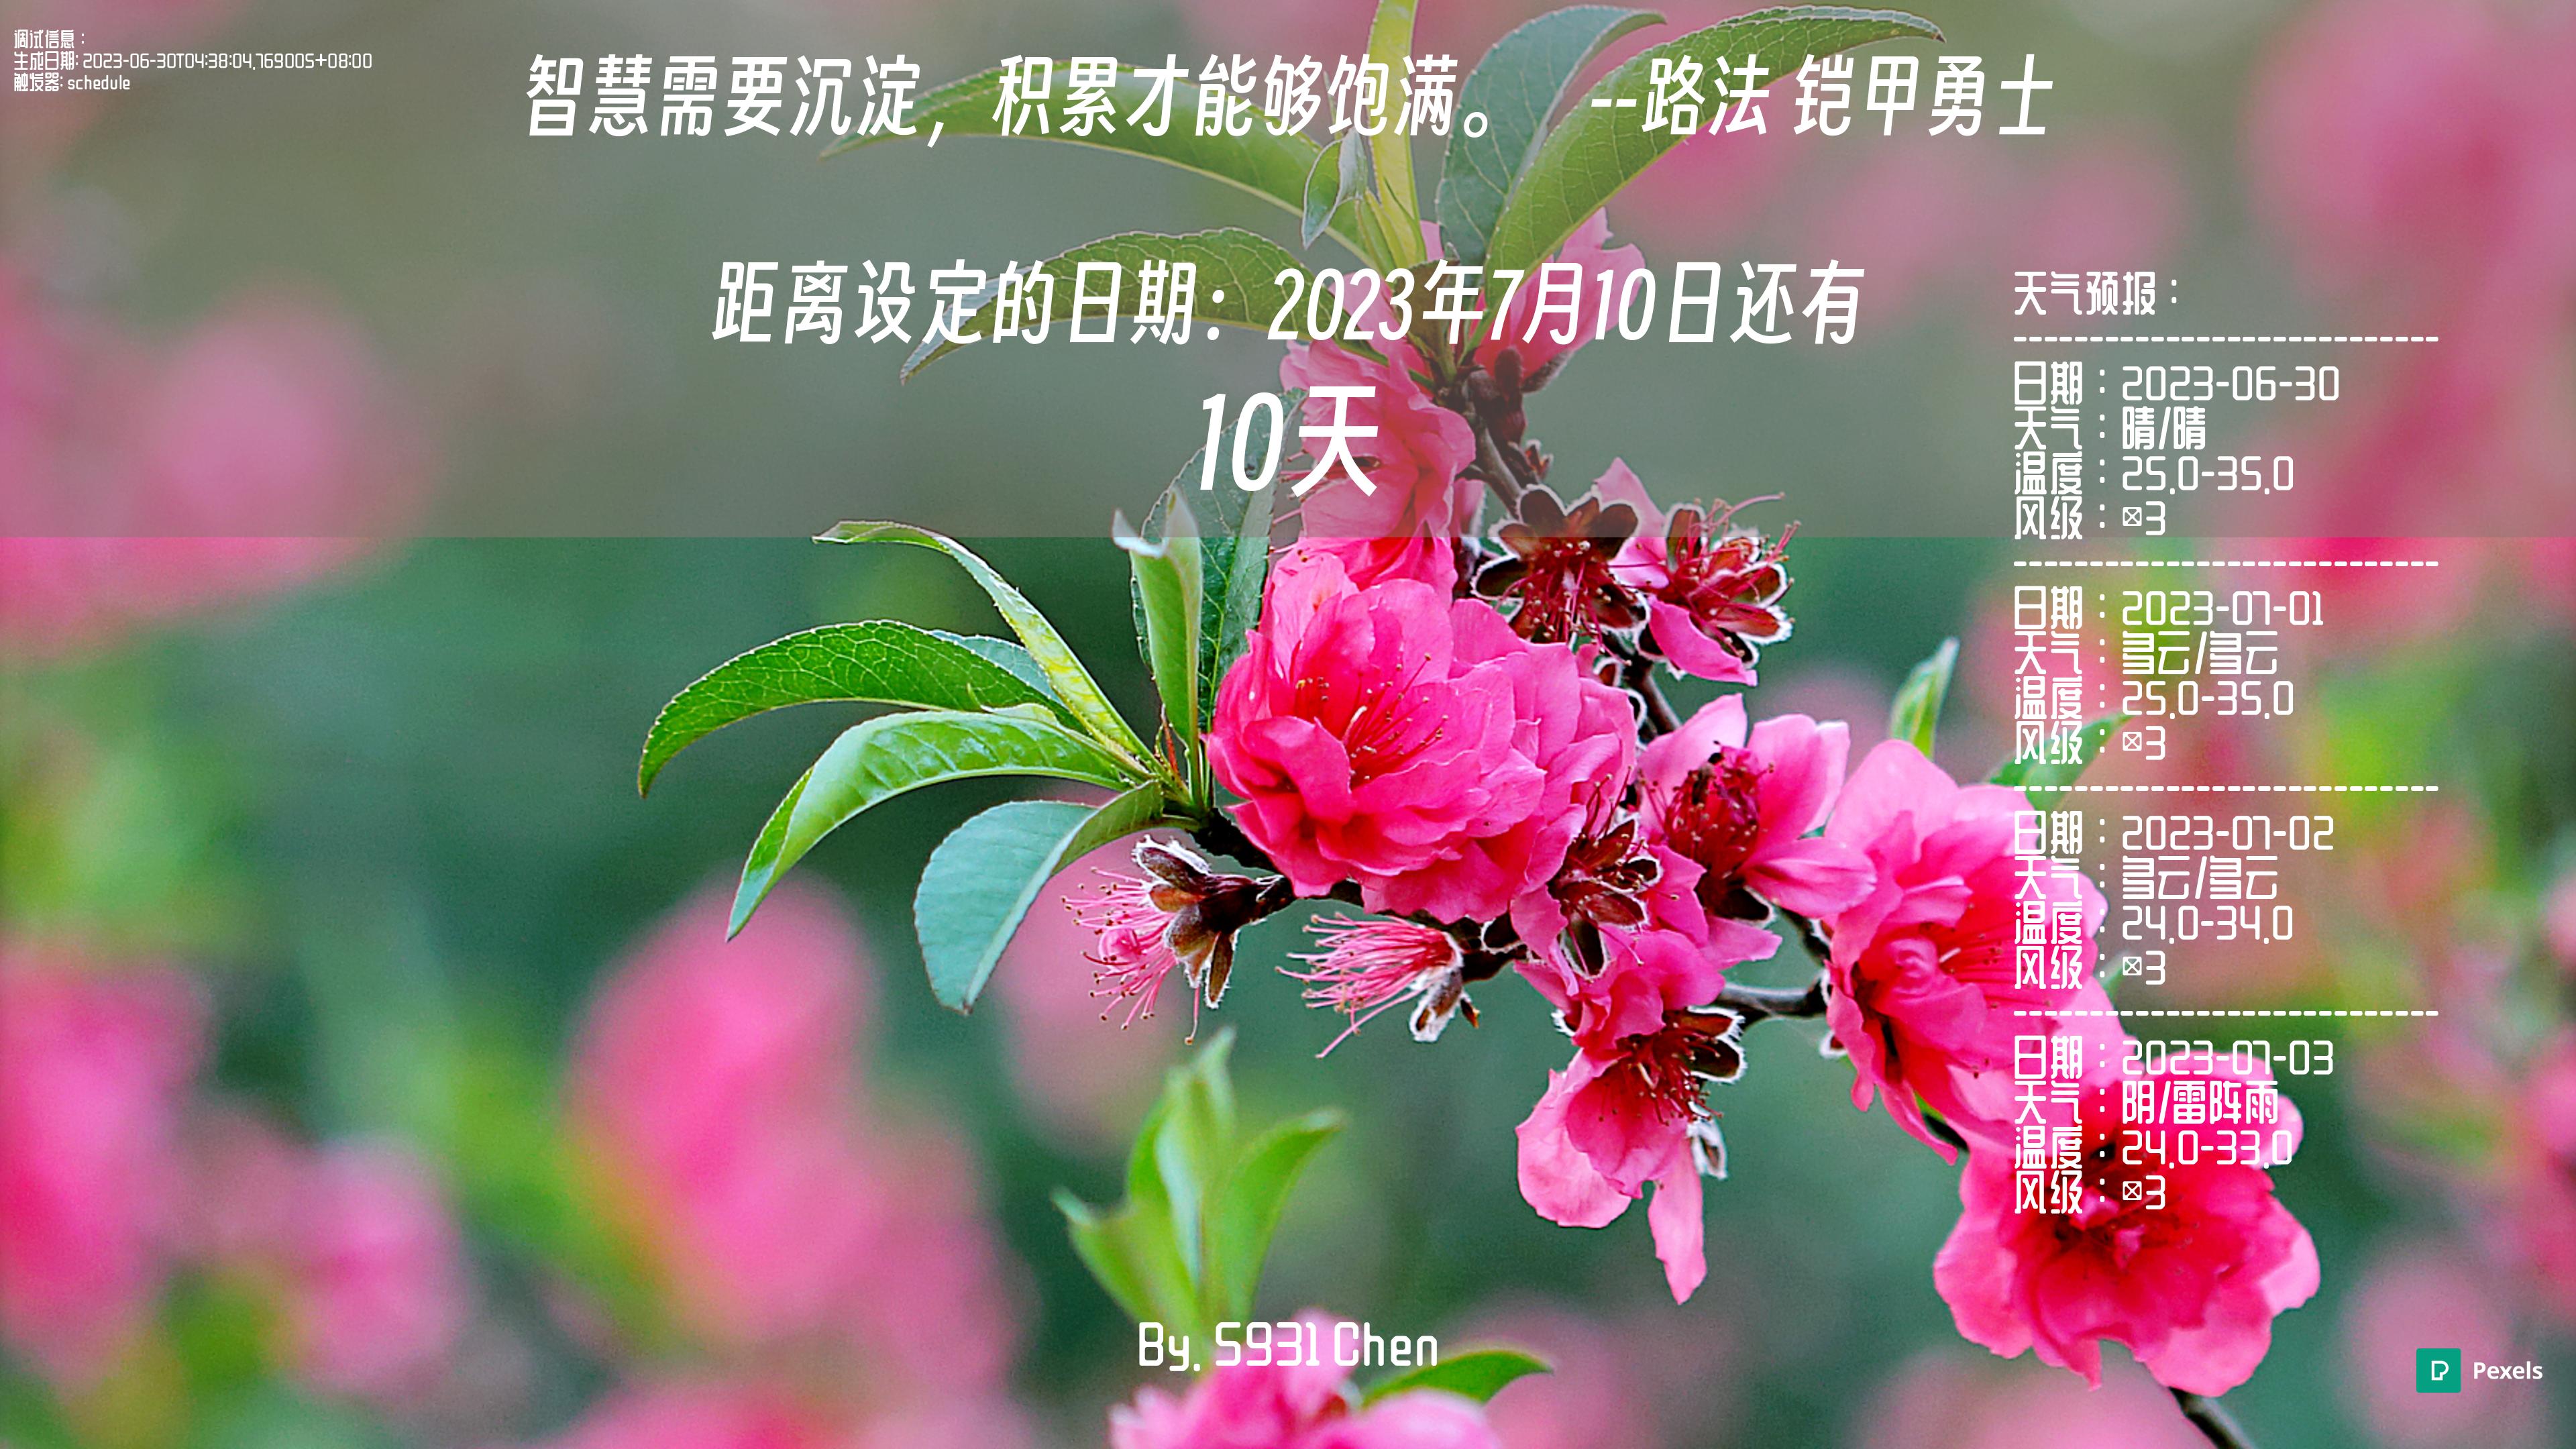 调试信息：
生成日期: 2023-06-30T04:38:04.769005+08:00
触发器: schedule
智慧需要沉淀，积累才能够饱满。 --路法 铠甲勇士
距离设定的日期：2023年7月10日还有
10天
天气预报：
----------------------------
日期：2023-06-30
天气：晴/晴
温度：25.0-35.0
风级：3
----------------------------
日期：2023-07-01
天气：多云/多云
温度：25.0-35.0
风级：3
----------------------------
日期：2023-07-02
天气：多云/多云
温度：24.0-34.0
风级：3
----------------------------
日期：2023-07-03
天气：阴/雷阵雨
温度：24.0-33.0
风级：3
By. S931 Chen
Pexels